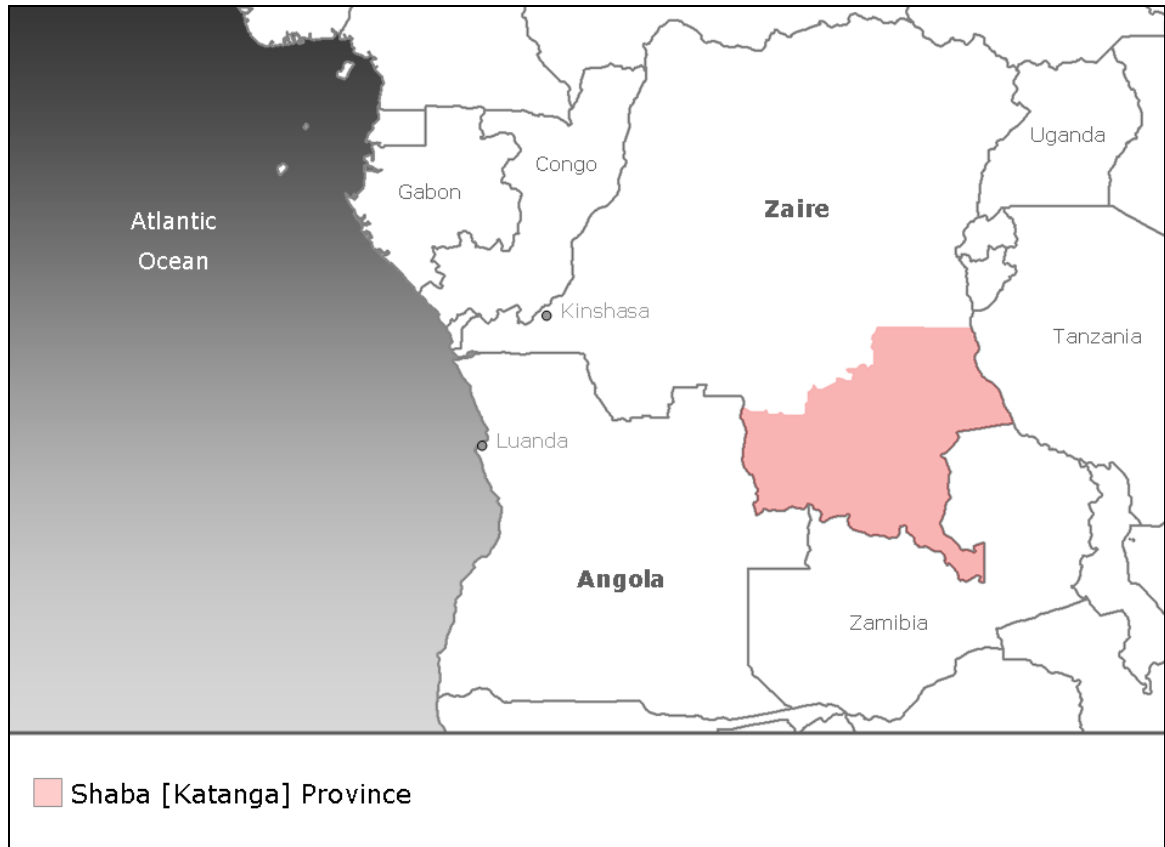 Uganda
Congo
Gabon
Zaire
Atlantic
Ocean
Kinshasa
Tanzania
Luanda
Angola
Zamibia
Shaba [Katanga] Province